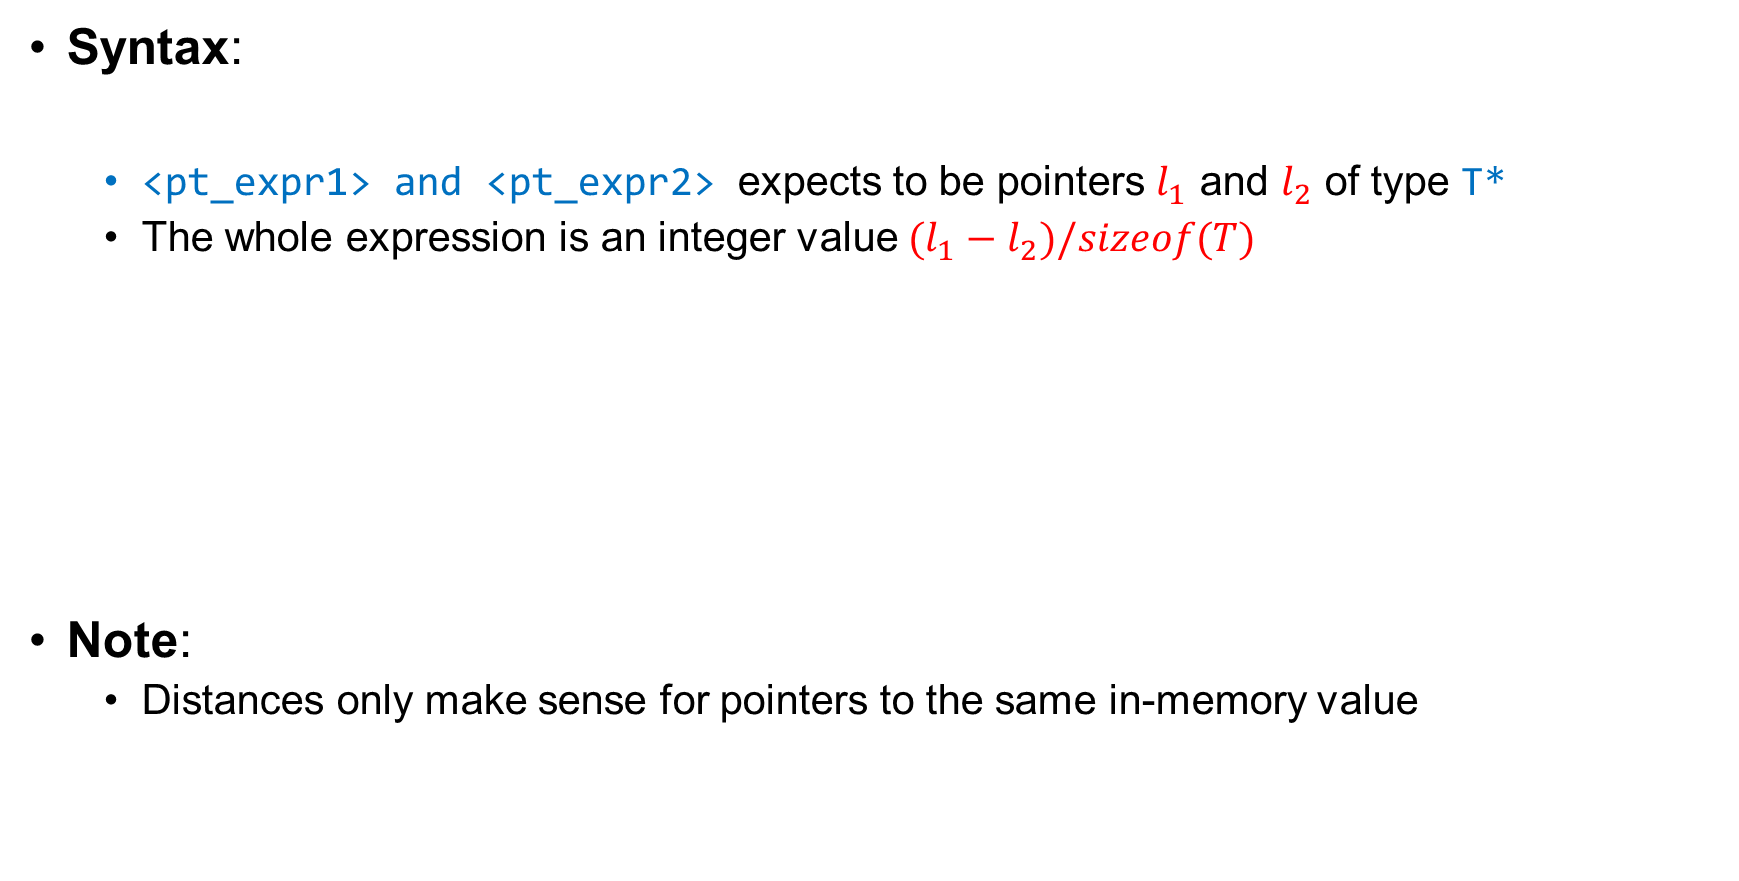 • Syntax:
• <pt_expr1> and <pt_expr2> expects to be pointers l₁ and l₂ of type T*
• The whole expression is an integer value (l₁ − l₂)/sizeof(T)
• Note:
• Distances only make sense for pointers to the same in-memory value